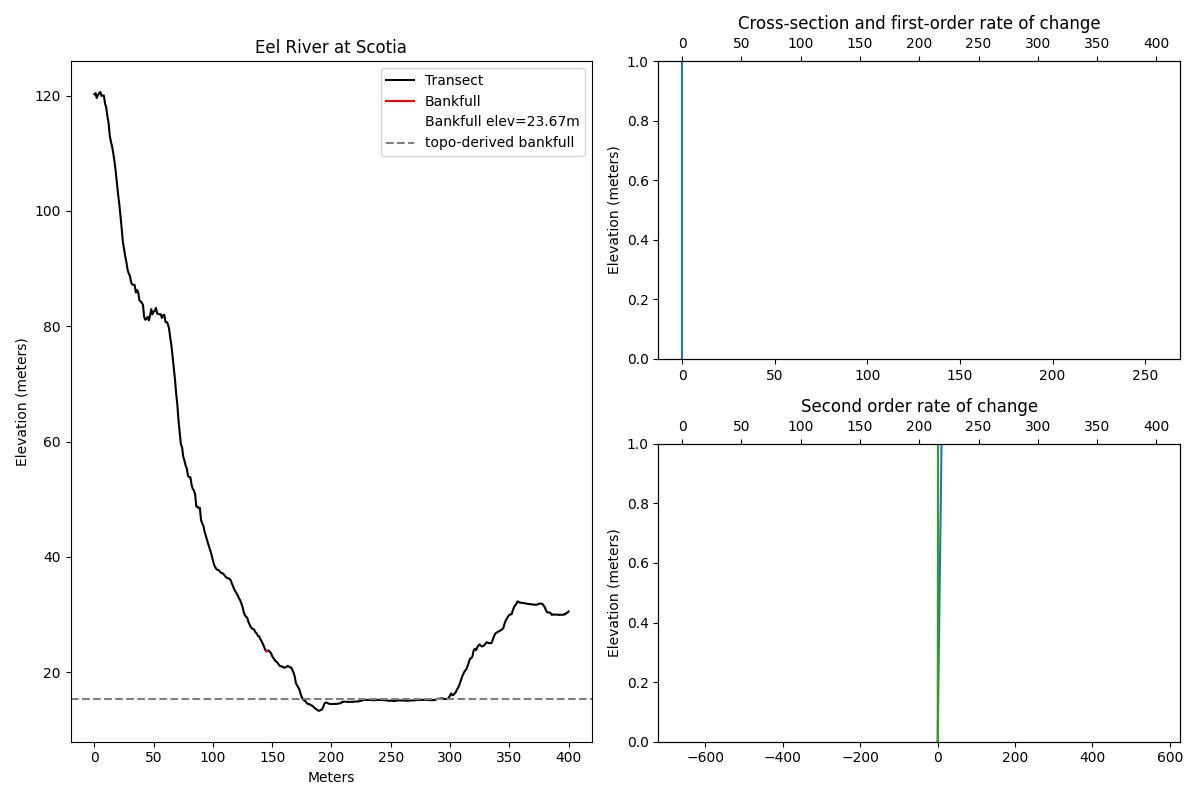 Eel River at Scotia
Transect
Bankfull
Bankfull elev=23.67m
topo-derived bankfull
120
100
80
60
40
20
Elevation (meters)
0 50 100 150 200 250 300 350 400
Meters
Cross-section and first-order rate of change
0 50 100 150 200 250 300 350 400
1.0
0.8
0.6
0.4
0.2
0.0
Elevation (meters)
0 50 100 150 200 250
Second order rate of change
0 50 100 150 200 250 300 350 400
1.0
0.8
0.6
0.4
0.2
0.0
Elevation (meters)
−600 −400 −200 0 200 400 600